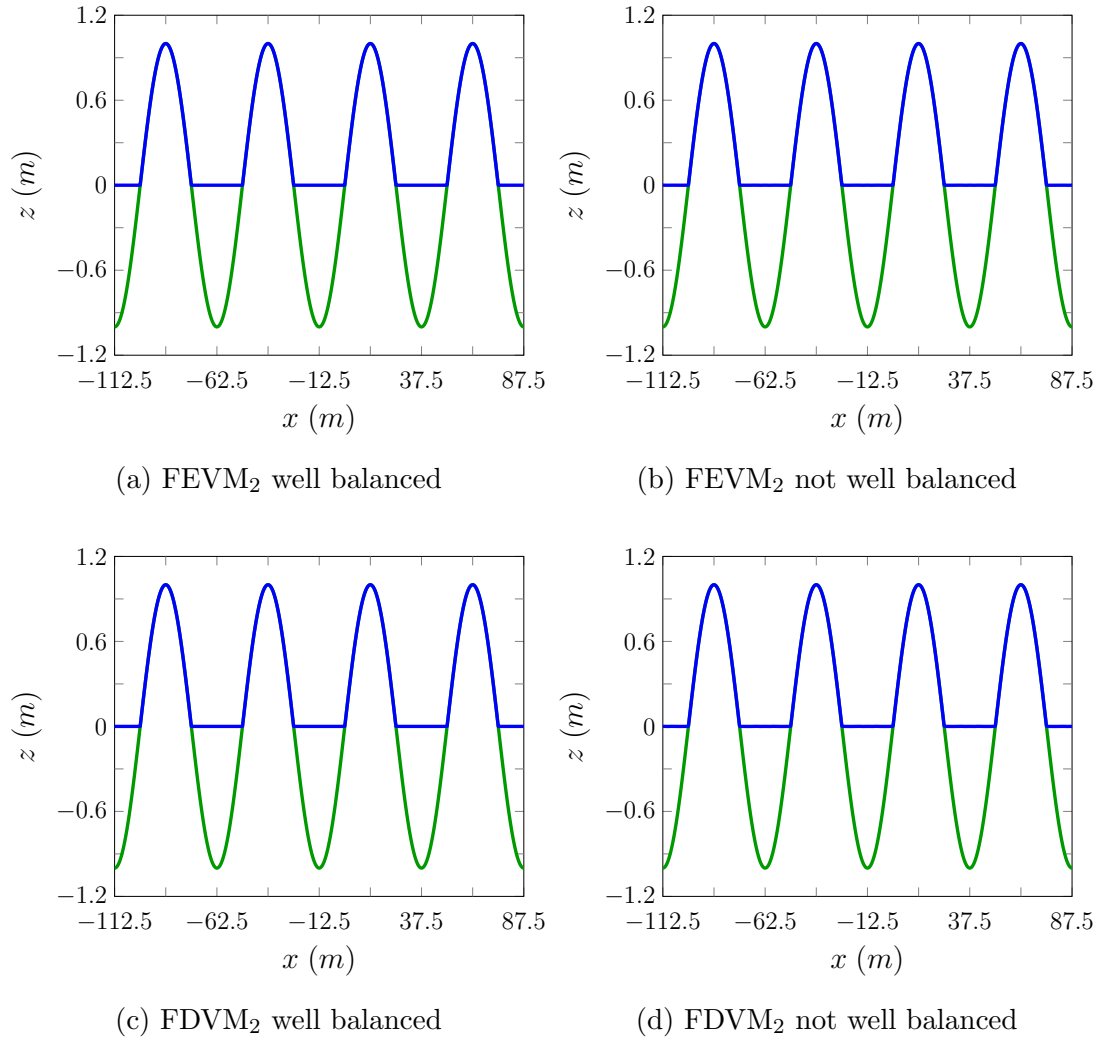 1.2
0.6
0
−0.6
−1.2
z (m)
−112.5 −62.5 −12.5 37.5 87.5
x (m)
(a) FEVM₂ well balanced
1.2
0.6
0
−0.6
−1.2
z (m)
−112.5 −62.5 −12.5 37.5 87.5
x (m)
(b) FEVM₂ not well balanced
1.2
0.6
0
−0.6
−1.2
z (m)
−112.5 −62.5 −12.5 37.5 87.5
x (m)
(c) FDVM₂ well balanced
1.2
0.6
0
−0.6
−1.2
z (m)
−112.5 −62.5 −12.5 37.5 87.5
x (m)
(d) FDVM₂ not well balanced